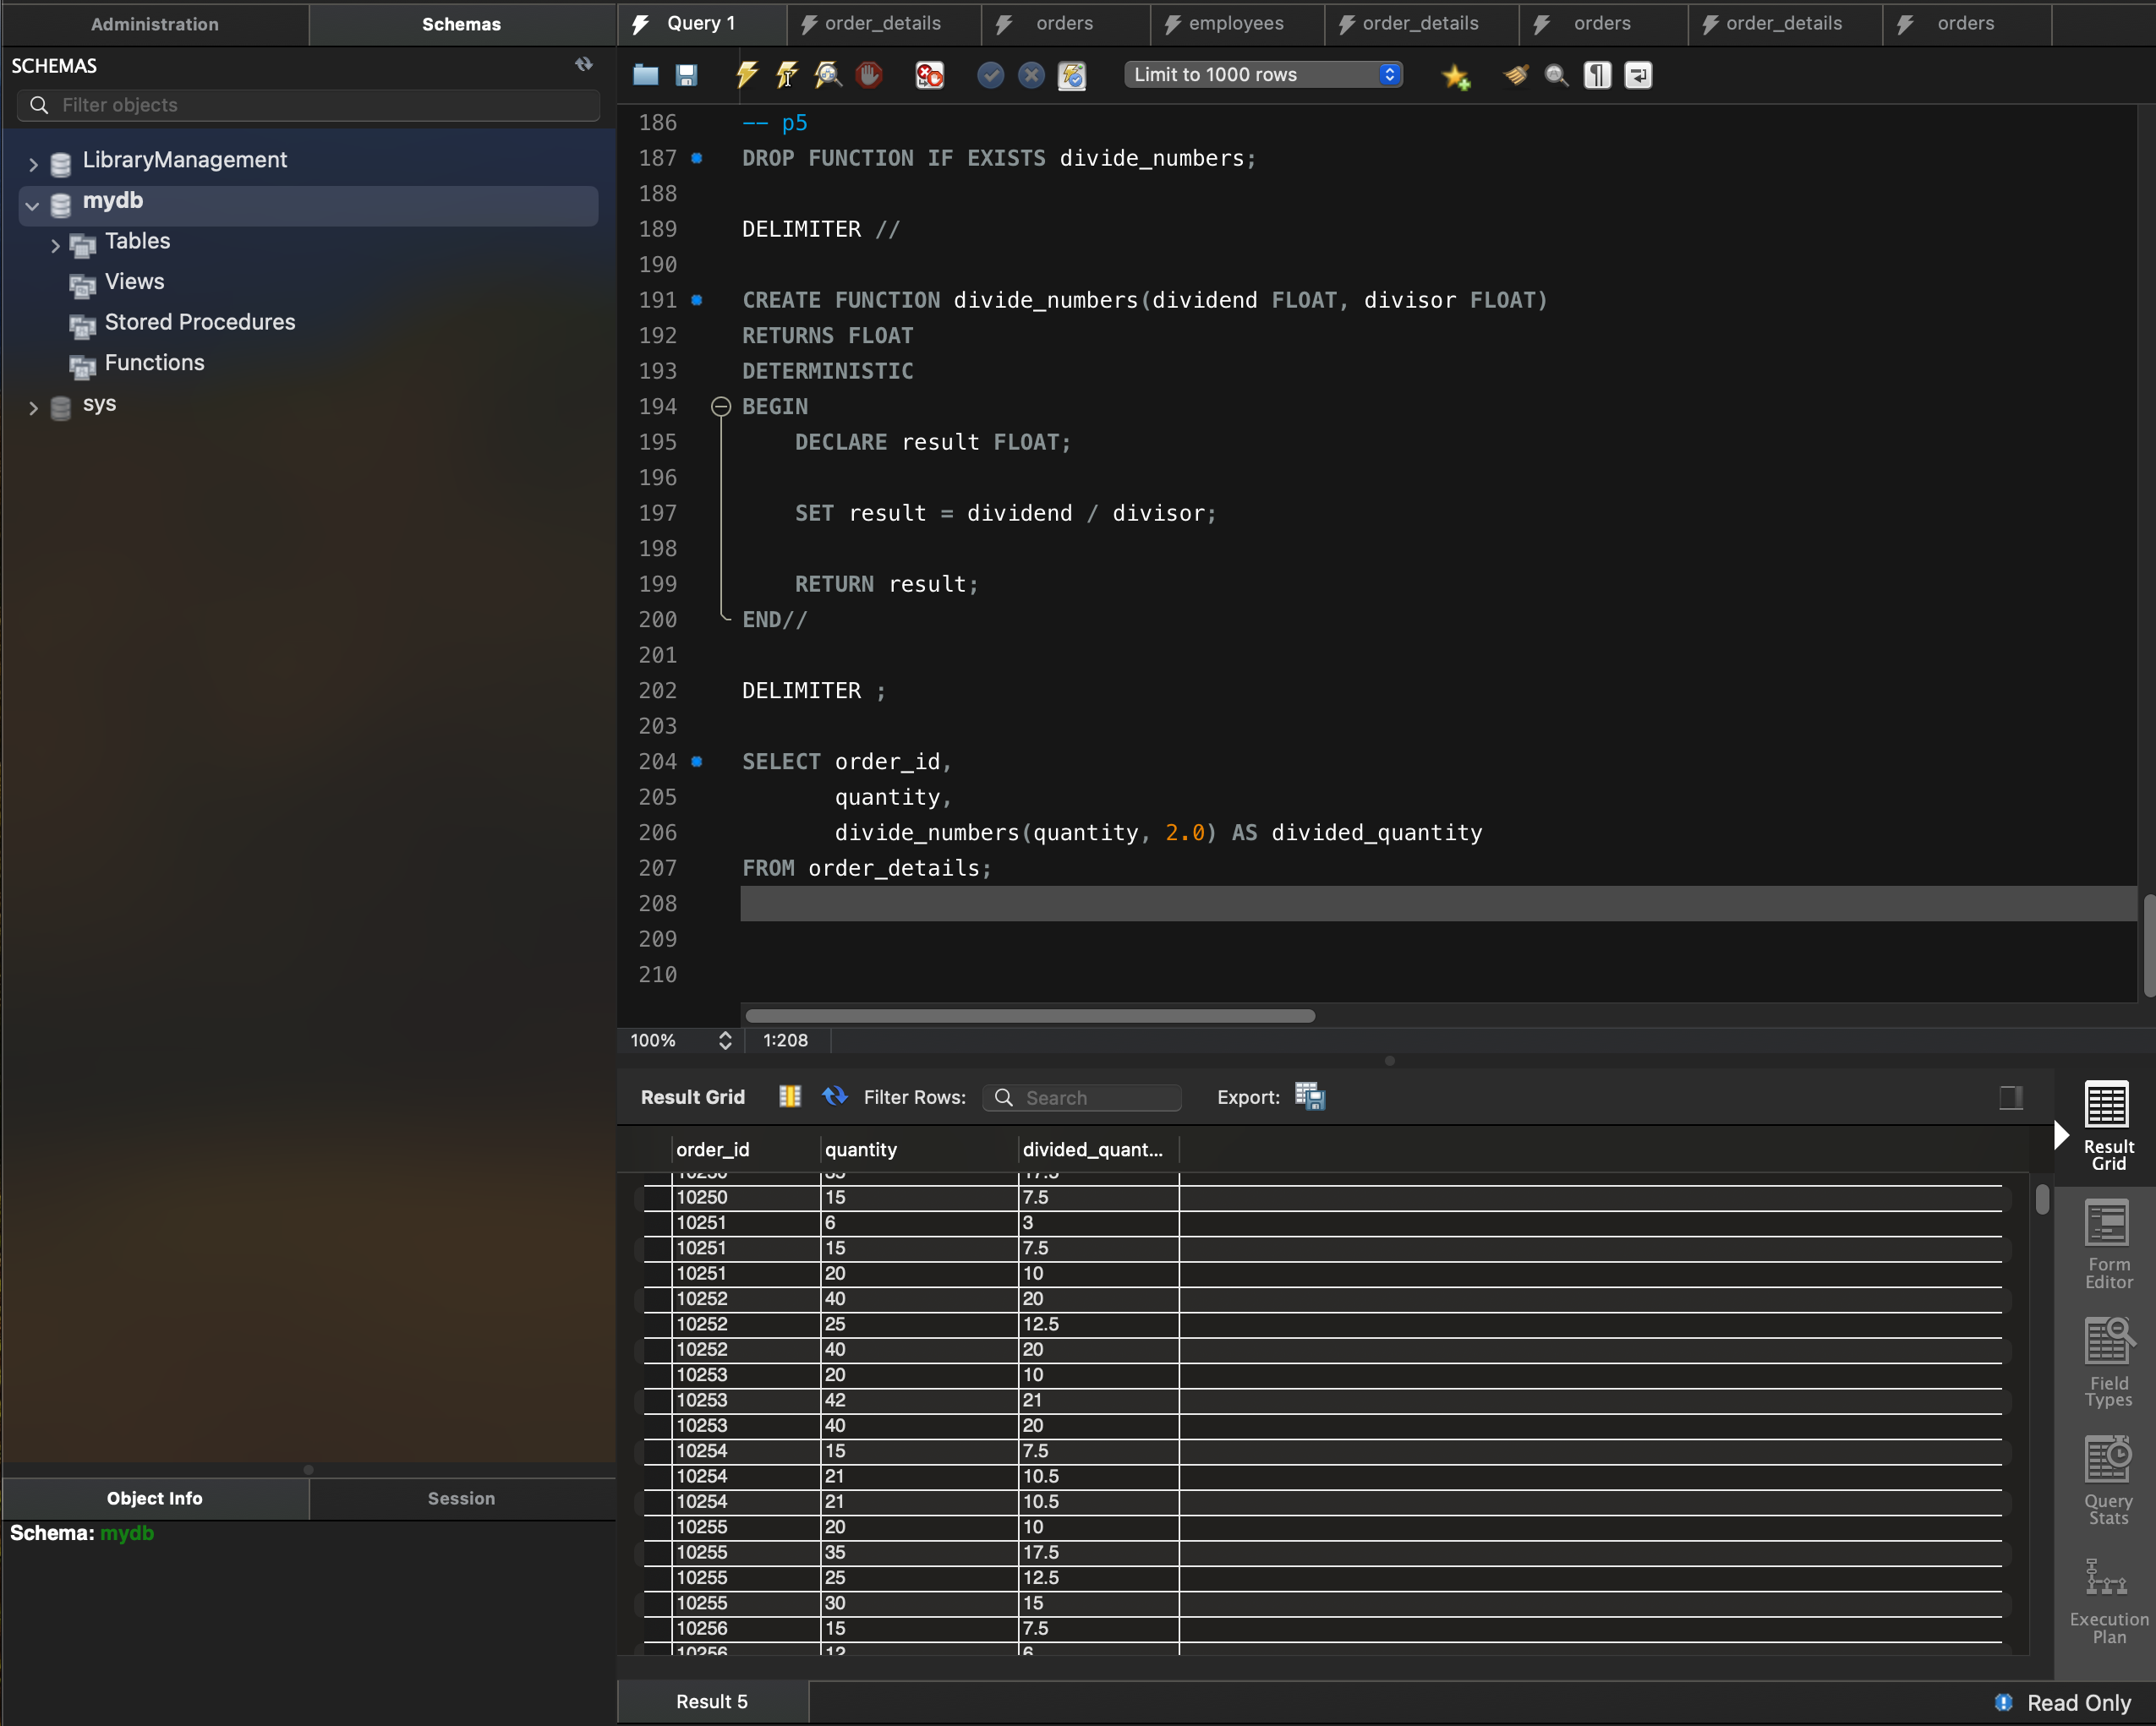 Administration
Schemas
SCHEMAS
Filter objects
LibraryManagement
mydb
Tables
Views
Stored Procedures
Functions
sys
Object Info
Session
Schema: mydb
Query 1
order_details
orders
employees
order_details
orders
order_details
orders
Limit to 1000 rows
186 -- p5
187 DROP FUNCTION IF EXISTS divide_numbers;
188
189 DELIMITER //
190
191 CREATE FUNCTION divide_numbers(dividend FLOAT, divisor FLOAT)
192 RETURNS FLOAT
193 DETERMINISTIC
194 BEGIN
195 DECLARE result FLOAT;
196
197 SET result = dividend / divisor;
198
199 RETURN result;
200 END//
201
202 DELIMITER ;
203
204 SELECT order_id,
205 quantity,
206 divide_numbers(quantity, 2.0) AS divided_quantity
207 FROM order_details;
208
209
210
100% 1:208
Result Grid Filter Rows: Search Export:
order_id quantity divided_quant...
10250 35 17.5
10250 15 7.5
10251 6 3
10251 15 7.5
10251 20 10
10252 40 20
10252 25 12.5
10252 40 20
10253 20 10
10253 42 21
10253 40 20
10254 15 7.5
10254 21 10.5
10254 21 10.5
10255 20 10
10255 35 17.5
10255 25 12.5
10255 30 15
10256 15 7.5
10256 12 6
Result
Grid
Form
Editor
Field
Types
Query
Stats
Execution
Plan
Result 5
Read Only